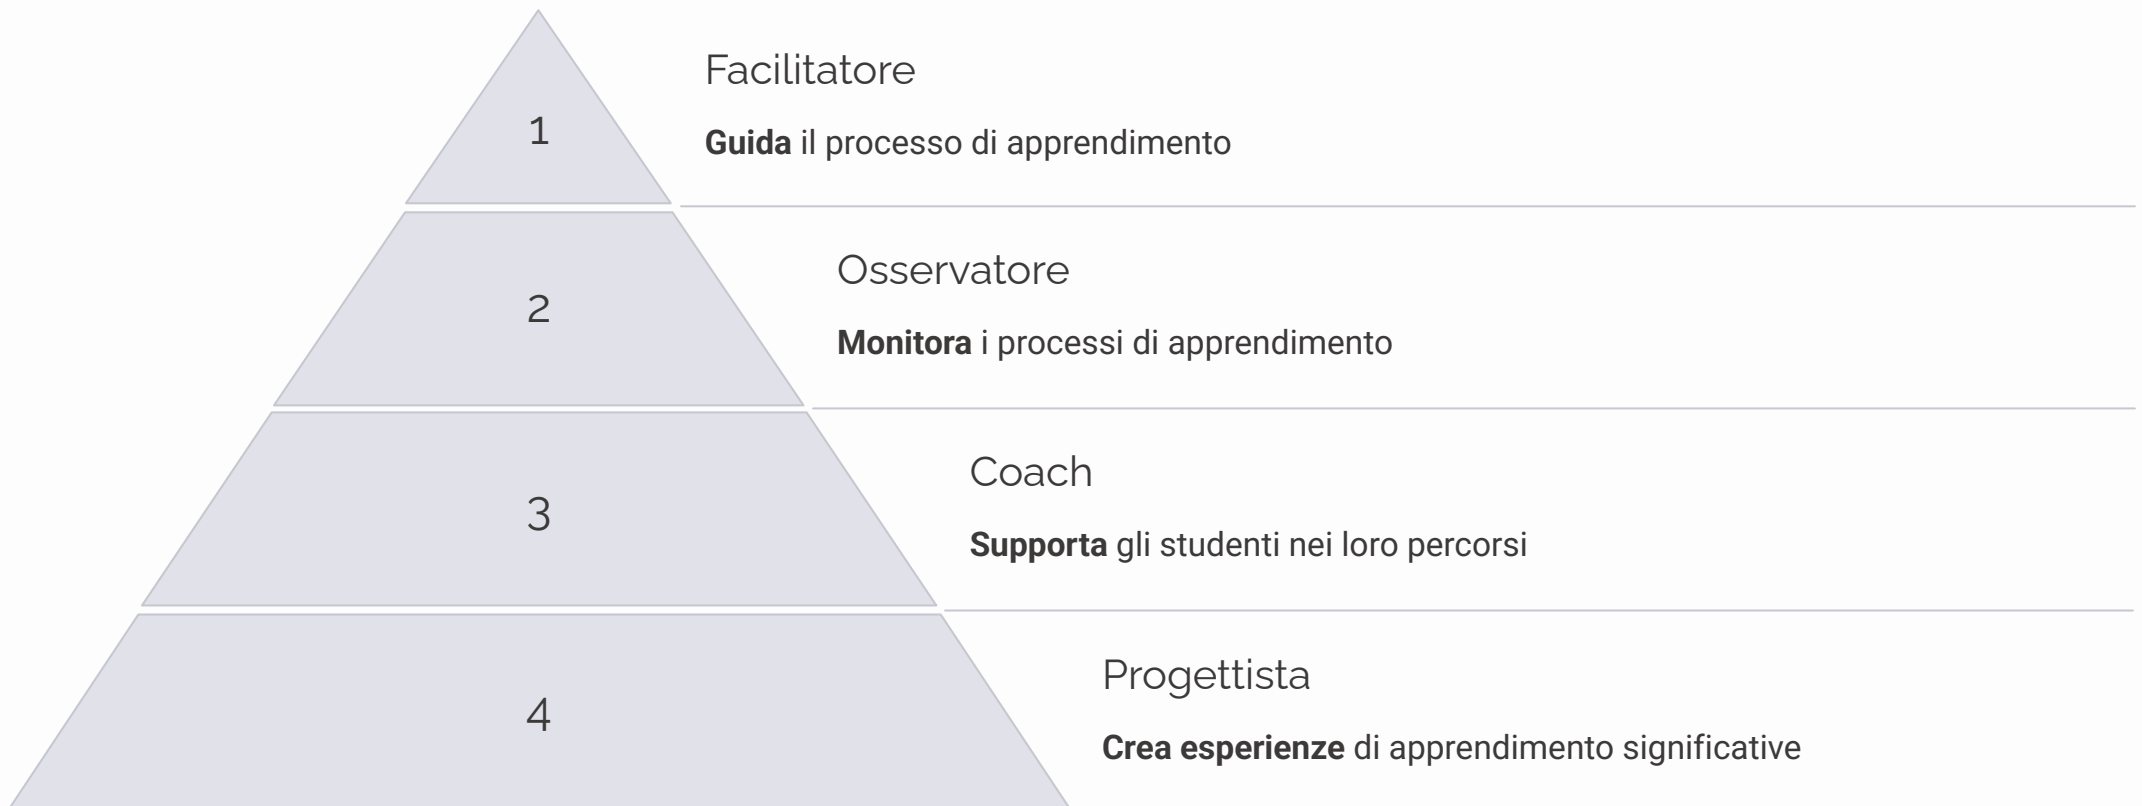 1
Facilitatore
Guida il processo di apprendimento
2
Osservatore
Monitora i processi di apprendimento
3
Coach
Supporta gli studenti nei loro percorsi
4
Progettista
Crea esperienze di apprendimento significative